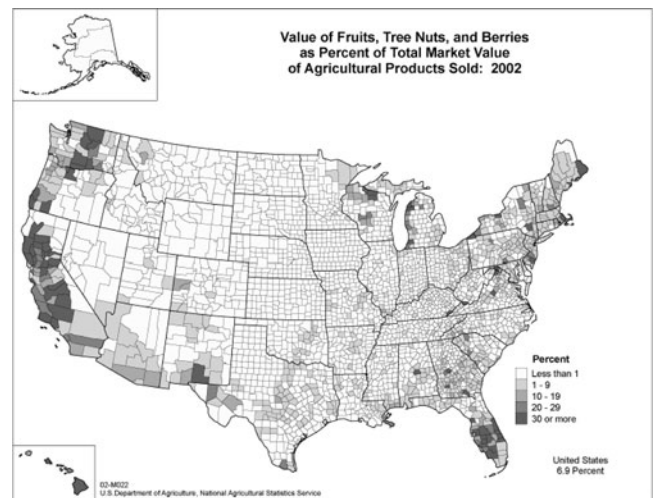 Value of Fruits, Tree Nuts, and Berries
as Percent of Total Market Value
of Agricultural Products Sold: 2002
Percent
Less than 1
1 - 9
10 - 19
20 - 29
30 or more
United States
6.9 Percent
02-M022
U.S.Department of Agriculture, National Agricultural Statistics Service